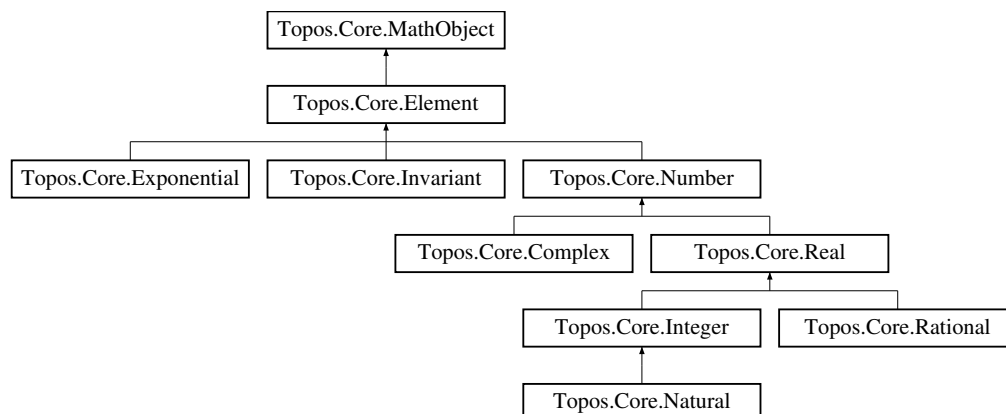 Topos.Core.MathObject
Topos.Core.Element
Topos.Core.Exponential
Topos.Core.Invariant
Topos.Core.Number
Topos.Core.Complex
Topos.Core.Real
Topos.Core.Integer
Topos.Core.Rational
Topos.Core.Natural